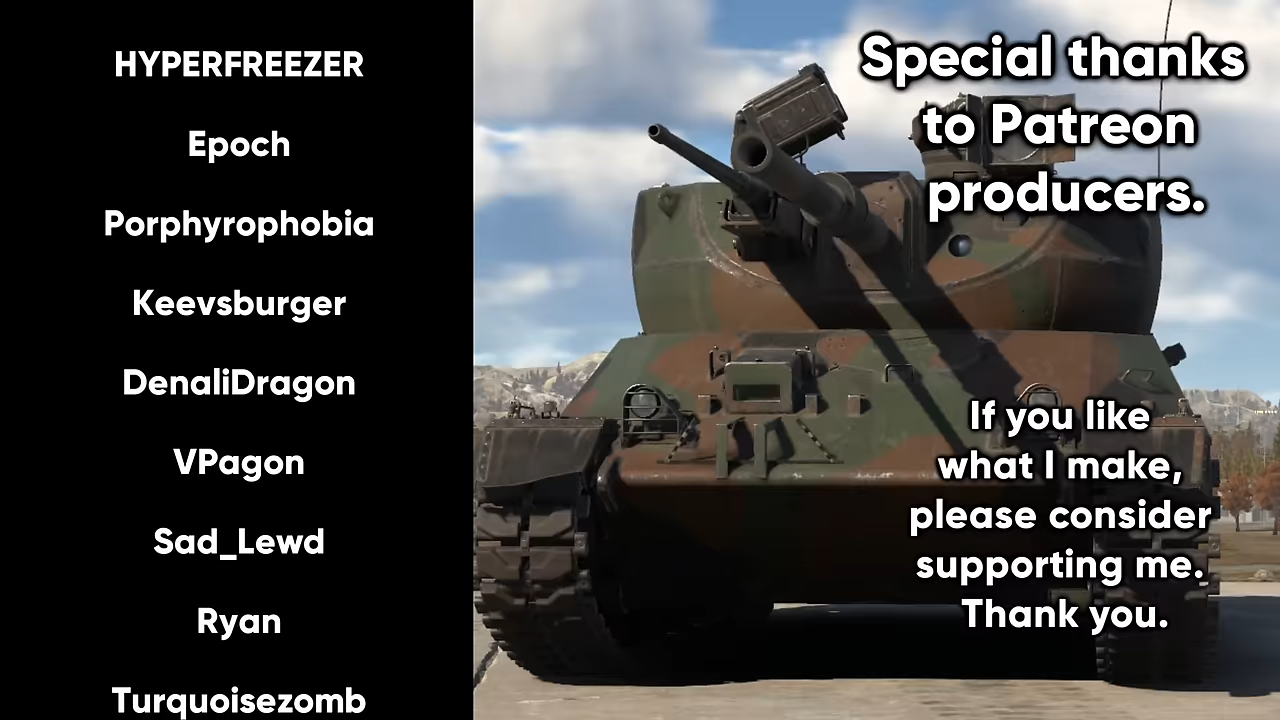 HYPERFREEZER
Epoch
Porphyrophobia
Keevsburger
DenaliDragon
VPagon
Sad_Lewd
Ryan
Turquoisezomb
Special thanks
to Patreon
producers.
If you like
what I make,
please consider
supporting me.
Thank you.